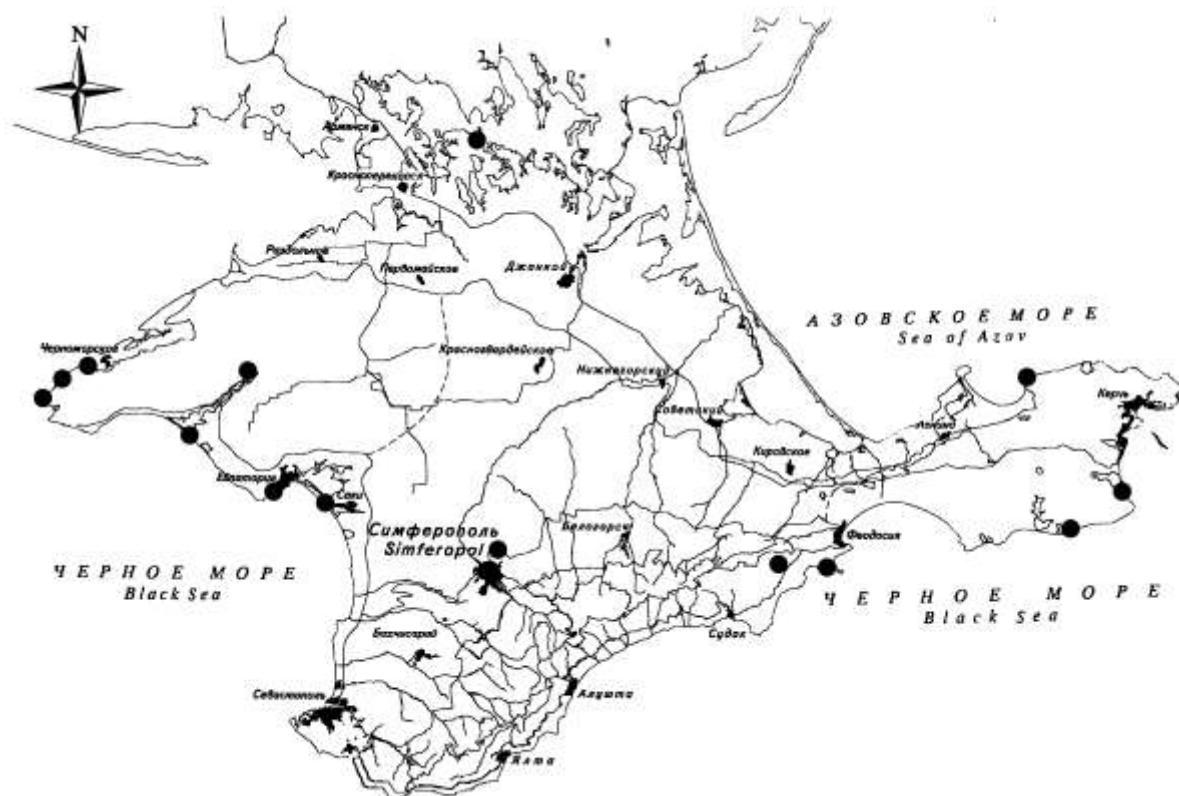 N
Армянск
Красноперекопск
Раздольное
Первомайское
Джанкой
АЗОВСКОЕ МОРЕ
Sea of Azov
Черноморское
Красногвардейское
Нижнегорский
Керчь
Советский
Ленино
Кировское
Евпатория
Саки
Симферополь
Simferopol
Белогорск
Феодосия
ЧЕРНОЕ МОРЕ
Black Sea
ЧЕРНОЕ МОРЕ
Black Sea
Судак
Бахчисарай
Севастополь
Алушта
Ялта